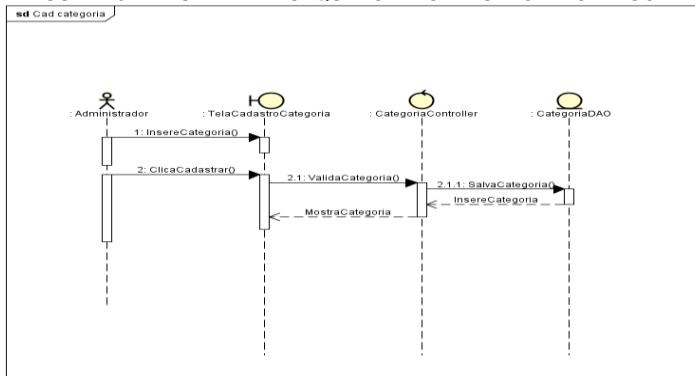 sd Cad categoria
: Administrador
: TelaCadastroCategoria
: CategoriaController
: CategoriaDAO
1: InsereCategoria()
2: ClicaCadastrar()
2.1: ValidaCategoria()
2.1.1: SalvaCategoria()
InsereCategoria
MostraCategoria